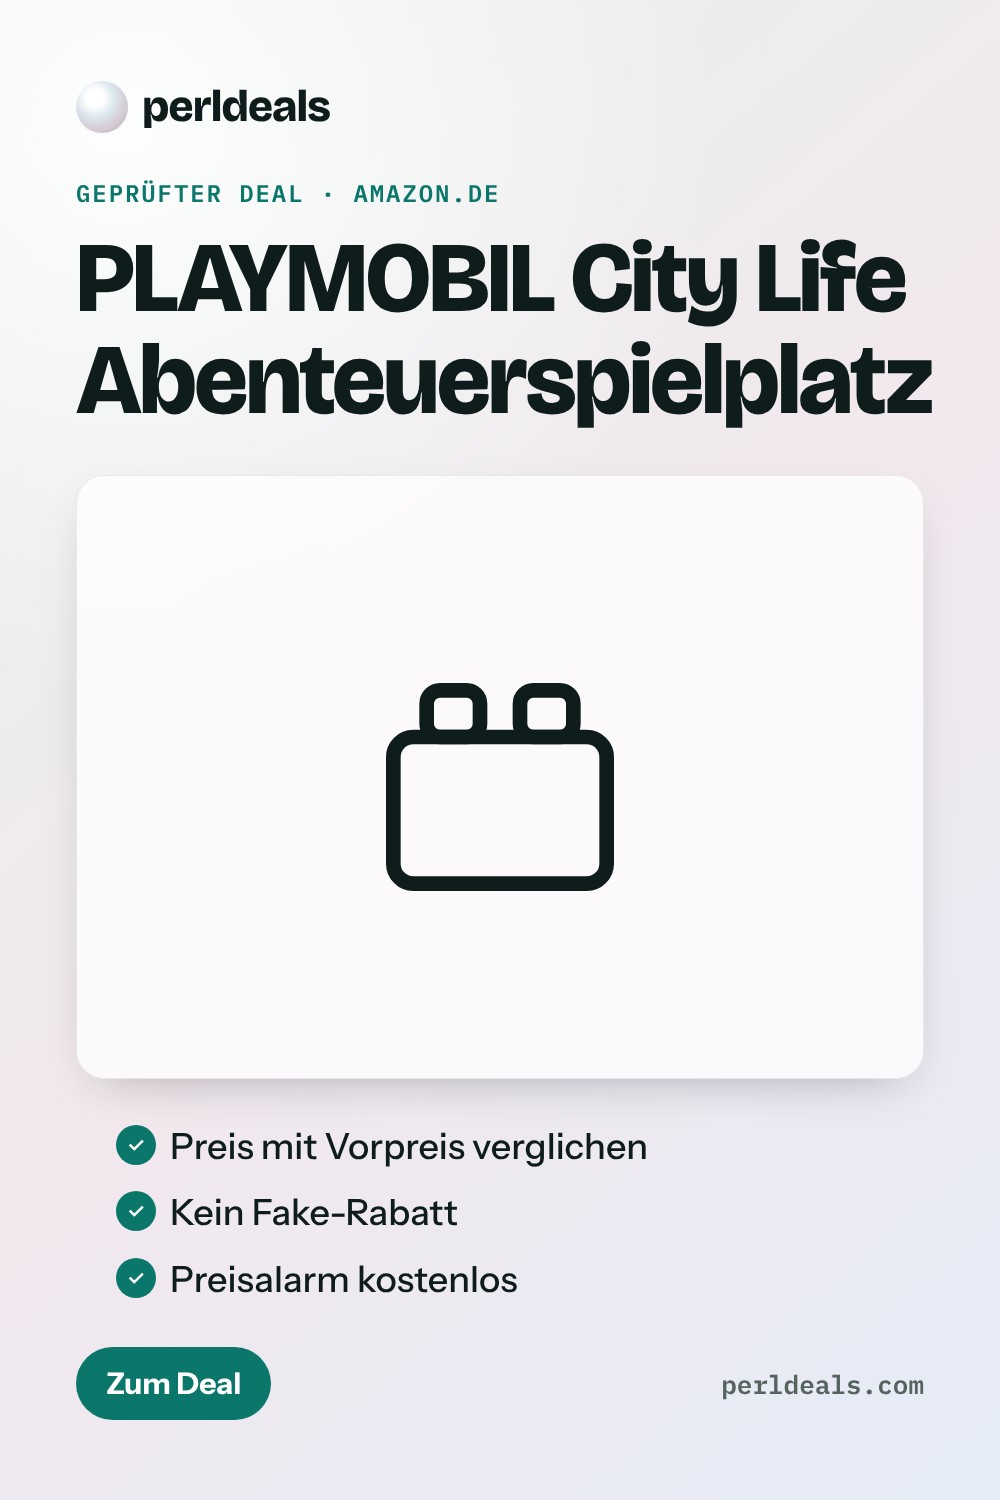 perldeals
GEPRÜFTER DEAL · AMAZON.DE
PLAYMOBIL City Life
Abenteuerspielplatz
Preis mit Vorpreis verglichen
Kein Fake-Rabatt
Preisalarm kostenlos
Zum Deal
perldeals.com